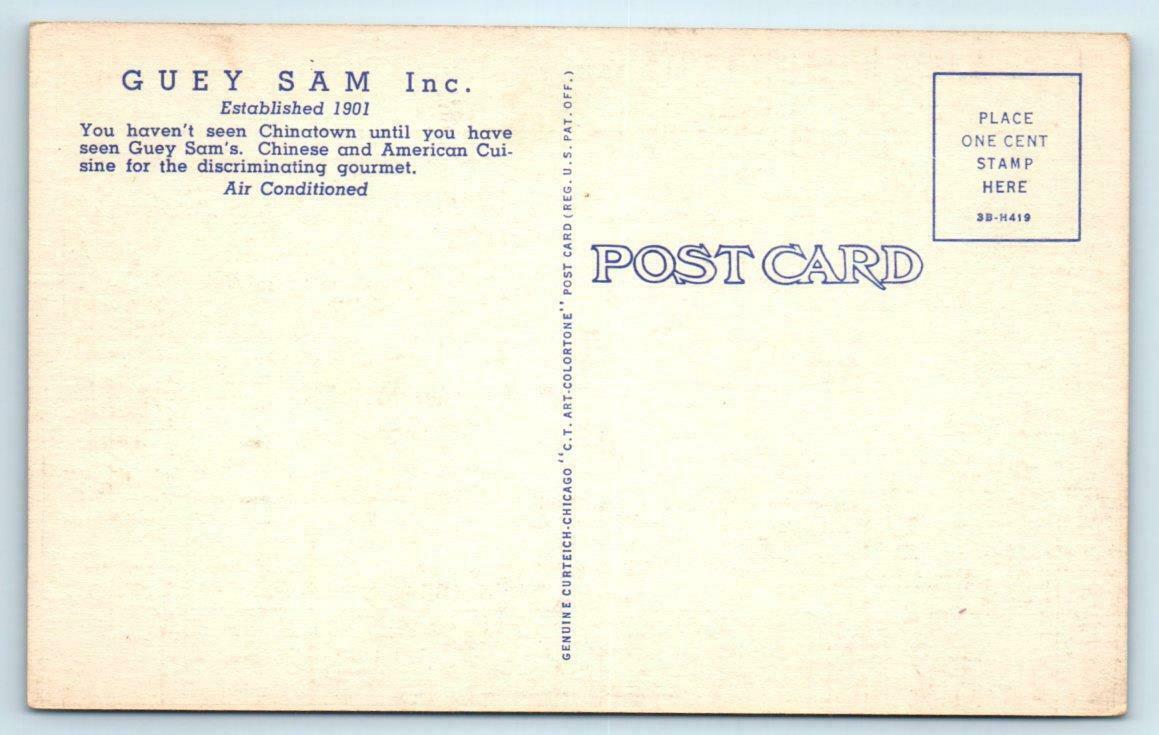 GUEY SAM Inc.
Established 1901
You haven't seen Chinatown until you have
seen Guey Sam's. Chinese and American Cui-
sine for the discriminating gourmet.
Air Conditioned
GENUINE CURTEICH-CHICAGO "C.T. ART-COLORTONE" POST CARD (REG. U.S. PAT. OFF.)
PLACE
ONE CENT
STAMP
HERE
3B-H419
POST CARD